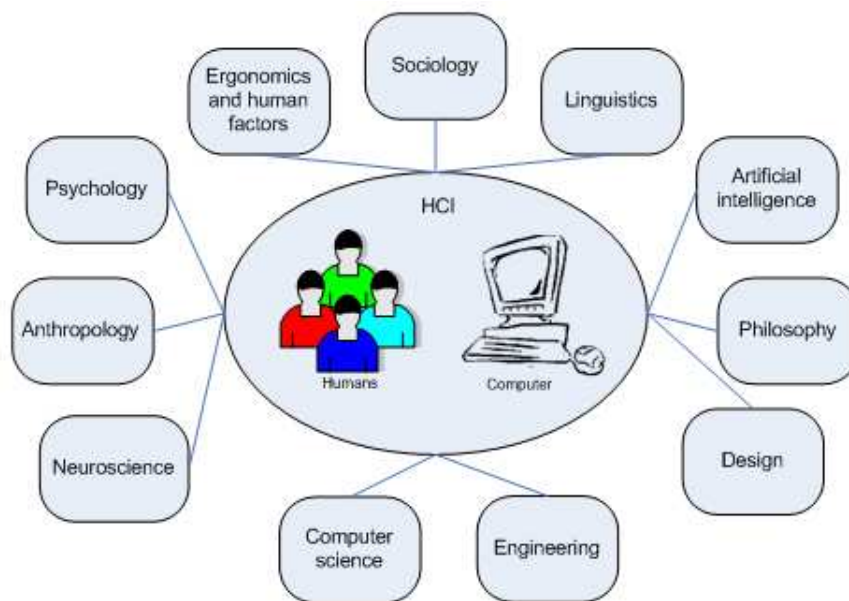 Sociology
Ergonomics
and human
factors
Linguistics
Psychology
HCI
Artificial
intelligence
Anthropology
Philosophy
Humans
Computer
Neuroscience
Design
Computer
science
Engineering